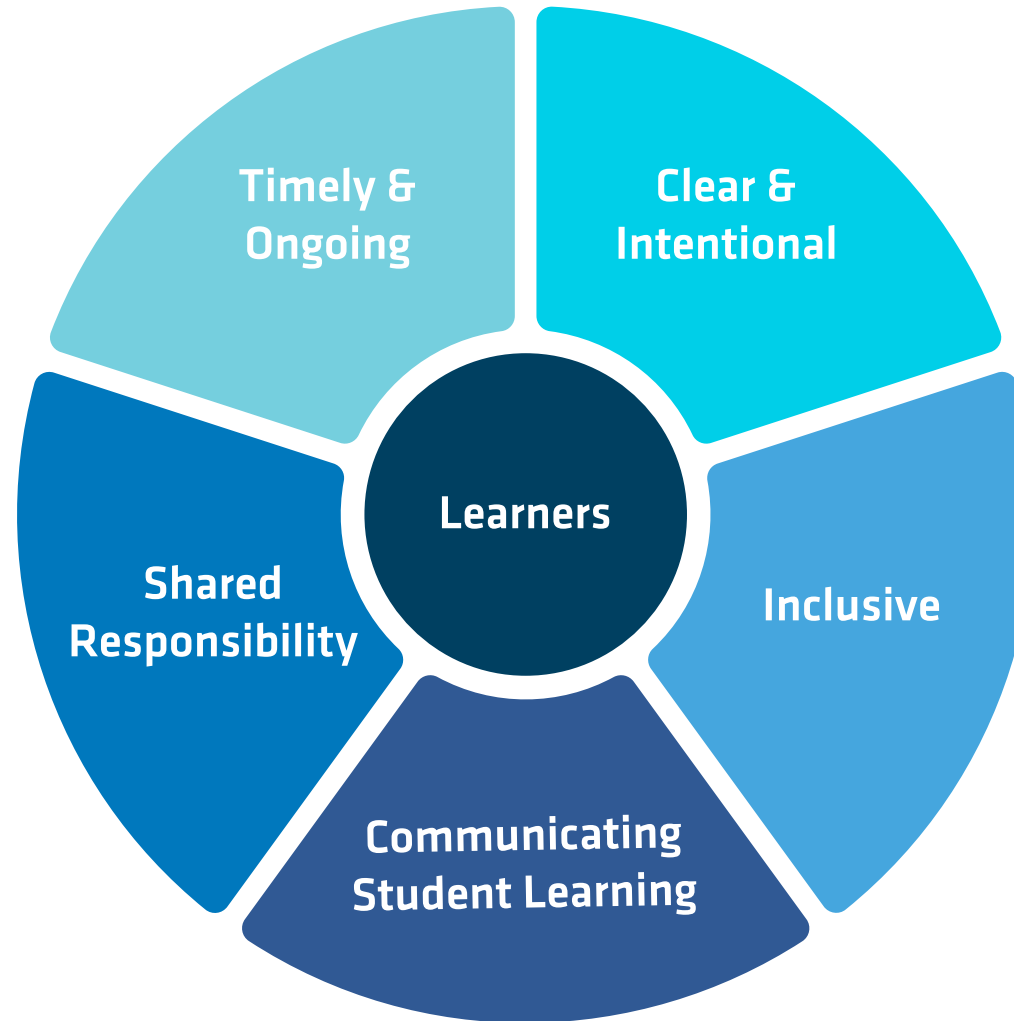 Timely &
Ongoing
Clear &
Intentional
Learners
Shared
Responsibility
Inclusive
Communicating
Student Learning